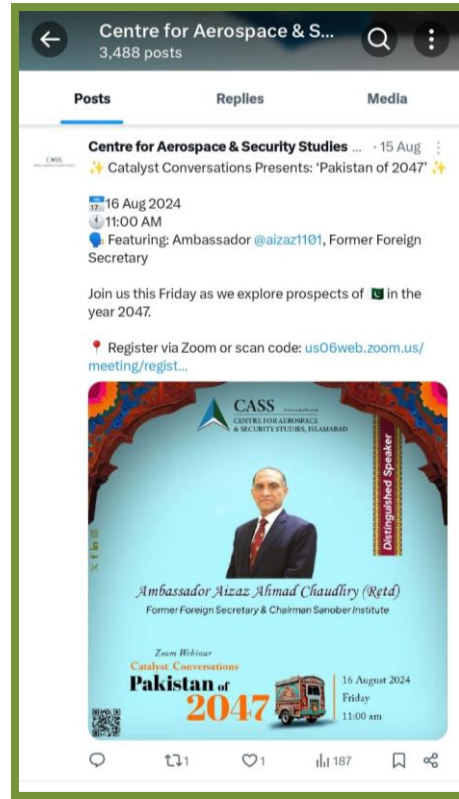 Centre for Aerospace & S...
3,488 posts
Posts Replies Media
Centre for Aerospace & Security Studies ... · 15 Aug
✨ Catalyst Conversations Presents: ‘Pakistan of 2047’ ✨
📅16 Aug 2024
🕚11:00 AM
🗣️ Featuring: Ambassador @aizaz1101, Former Foreign
Secretary
Join us this Friday as we explore prospects of 🇵🇰 in the
year 2047.
📍 Register via Zoom or scan code: us06web.zoom.us/
meeting/regist...
CASS
CENTRE FOR AEROSPACE
& SECURITY STUDIES, ISLAMABAD
Distinguished Speaker
Ambassador Aizaz Ahmad Chaudhry (Retd)
Former Foreign Secretary & Chairman Sanober Institute
Zoom Webinar
Catalyst Conversations
Pakistan of
2047
16 August 2024
Friday
11:00 am
1 1 187